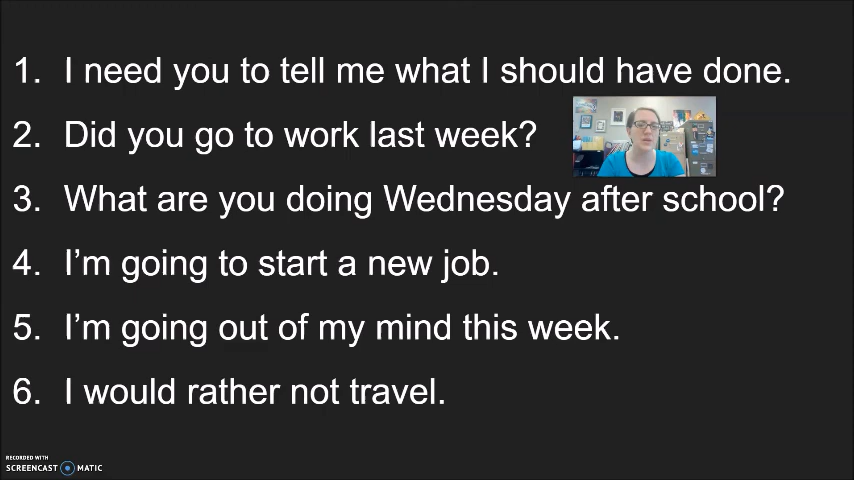 1. I need you to tell me what I should have done.
2. Did you go to work last week?
3. What are you doing Wednesday after school?
4. I'm going to start a new job.
5. I'm going out of my mind this week.
6. I would rather not travel.
RECORDED WITH
SCREENCAST MATIC